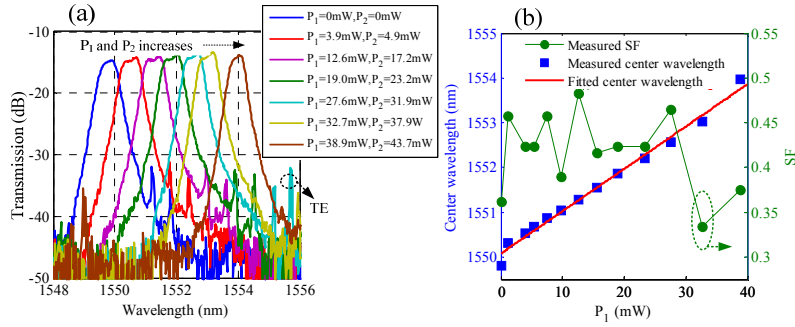 (a)
P1 and P2 increases
P1=0mW,P2=0mW
P1=3.9mW,P2=4.9mW
P1=12.6mW,P2=17.2mW
P1=19.0mW,P2=23.2mW
P1=27.6mW,P2=31.9mW
P1=32.7mW,P2=37.9mW
P1=38.9mW,P2=43.7mW
TE
-10
-20
-30
-40
-50
Transmission (dB)
1548 1550 1552 1554 1556
Wavelength (nm)
(b)
Measured SF
Measured center wavelength
Fitted center wavelength
1555
1554
1553
1552
1551
1550
Center wavelength (nm)
0.5
0.45
0.4
0.35
0.3
SF
0 10 20 30 40
P1 (mW)